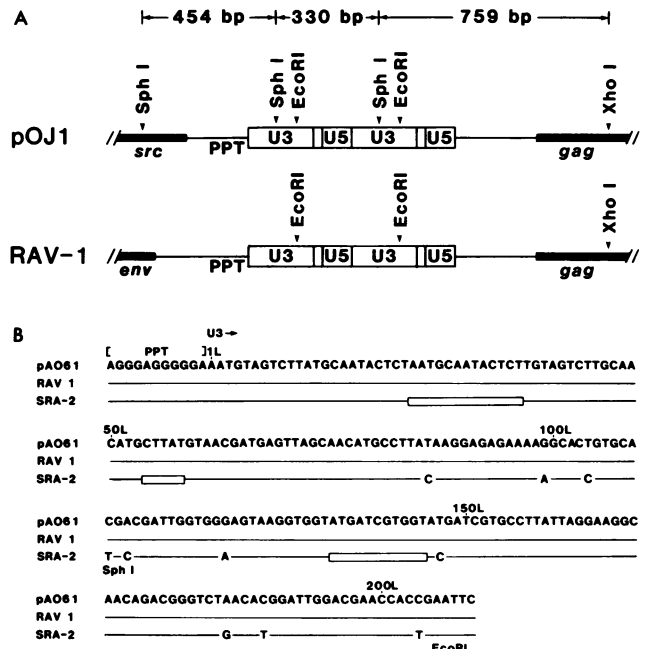 A
454 bp 330 bp 759 bp
Sph I Sph I EcoRI Sph I EcoRI Xho I
pOJ1 // src PPT U3 U5 U3 U5 gag //
EcoRI EcoRI Xho I
RAV-1 // env PPT U3 U5 U3 U5 gag //
B
U3→
[ PPT ]1L
pAO61 AGGGAGGGGGAAATGTAGTCTTATGCAATACTCTAATGCAATACTCTTGTAGTCTTGCAA
RAV 1
SRA-2
50L 100L
pAO61 CATGCTTATGTAACGATGAGTTAGCAACATGCCTTATAAGGAGAGAAAAGGCACTGTGCA
RAV 1
SRA-2 C A C
150L
pAO61 CGACGATTGGTGGGAGTAAGGTGGTATGATCGTGGTATGATCGTGCCTTATTAGGAAGGC
RAV 1
SRA-2 T-C A C
Sph I
200L
pAO61 AACAGACGGGTCTAACACGGATTGGACGAACCACCGAATTC
RAV 1
SRA-2 G T T
EcoRI